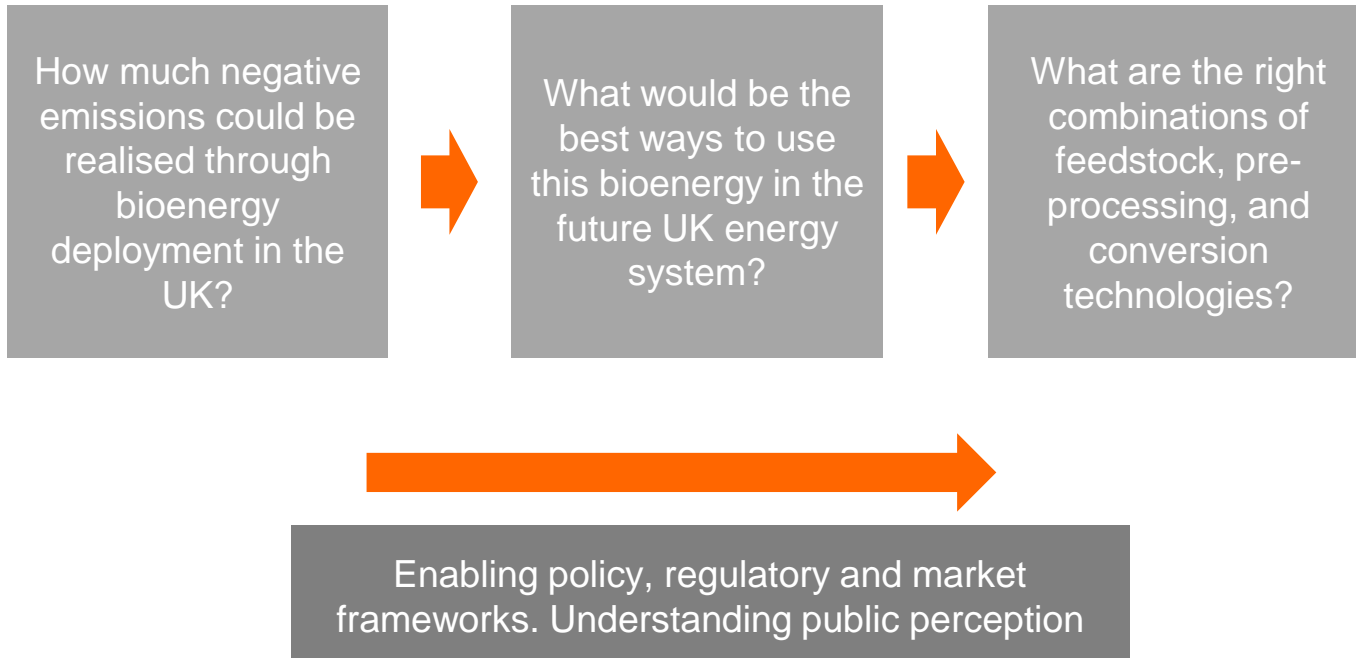 How much negative
emissions could be
realised through
bioenergy
deployment in the
UK?
What would be the
best ways to use
this bioenergy in the
future UK energy
system?
What are the right
combinations of
feedstock, pre-
processing, and
conversion
technologies?
Enabling policy, regulatory and market
frameworks. Understanding public perception